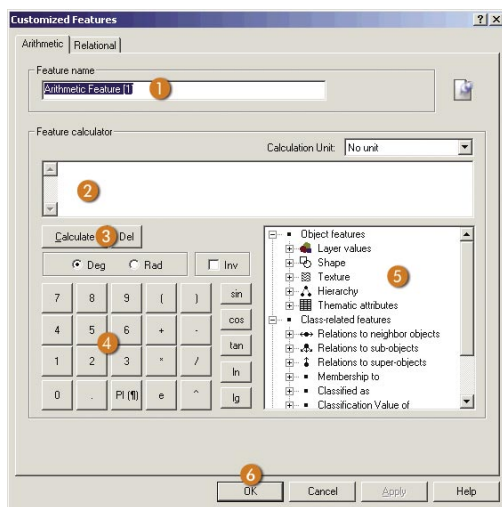 Customized Features
Arithmetic Relational
Feature name
Arithmetic Feature [1]
1
Feature calculator
Calculation Unit: No unit
2
Calculate 3 Del
Deg Rad Inv
7 8 9 ( ) sin
4 5 6 + - cos
4
1 2 3 * / tan
ln
0 . PI (¶) e ^ lg
Object features
Layer values
Shape
Texture
5
Hierarchy
Thematic attributes
Class-related features
Relations to neighbor objects
Relations to sub-objects
Relations to super-objects
Membership to
Classified as
Classification Value of
6
OK Cancel Apply Help